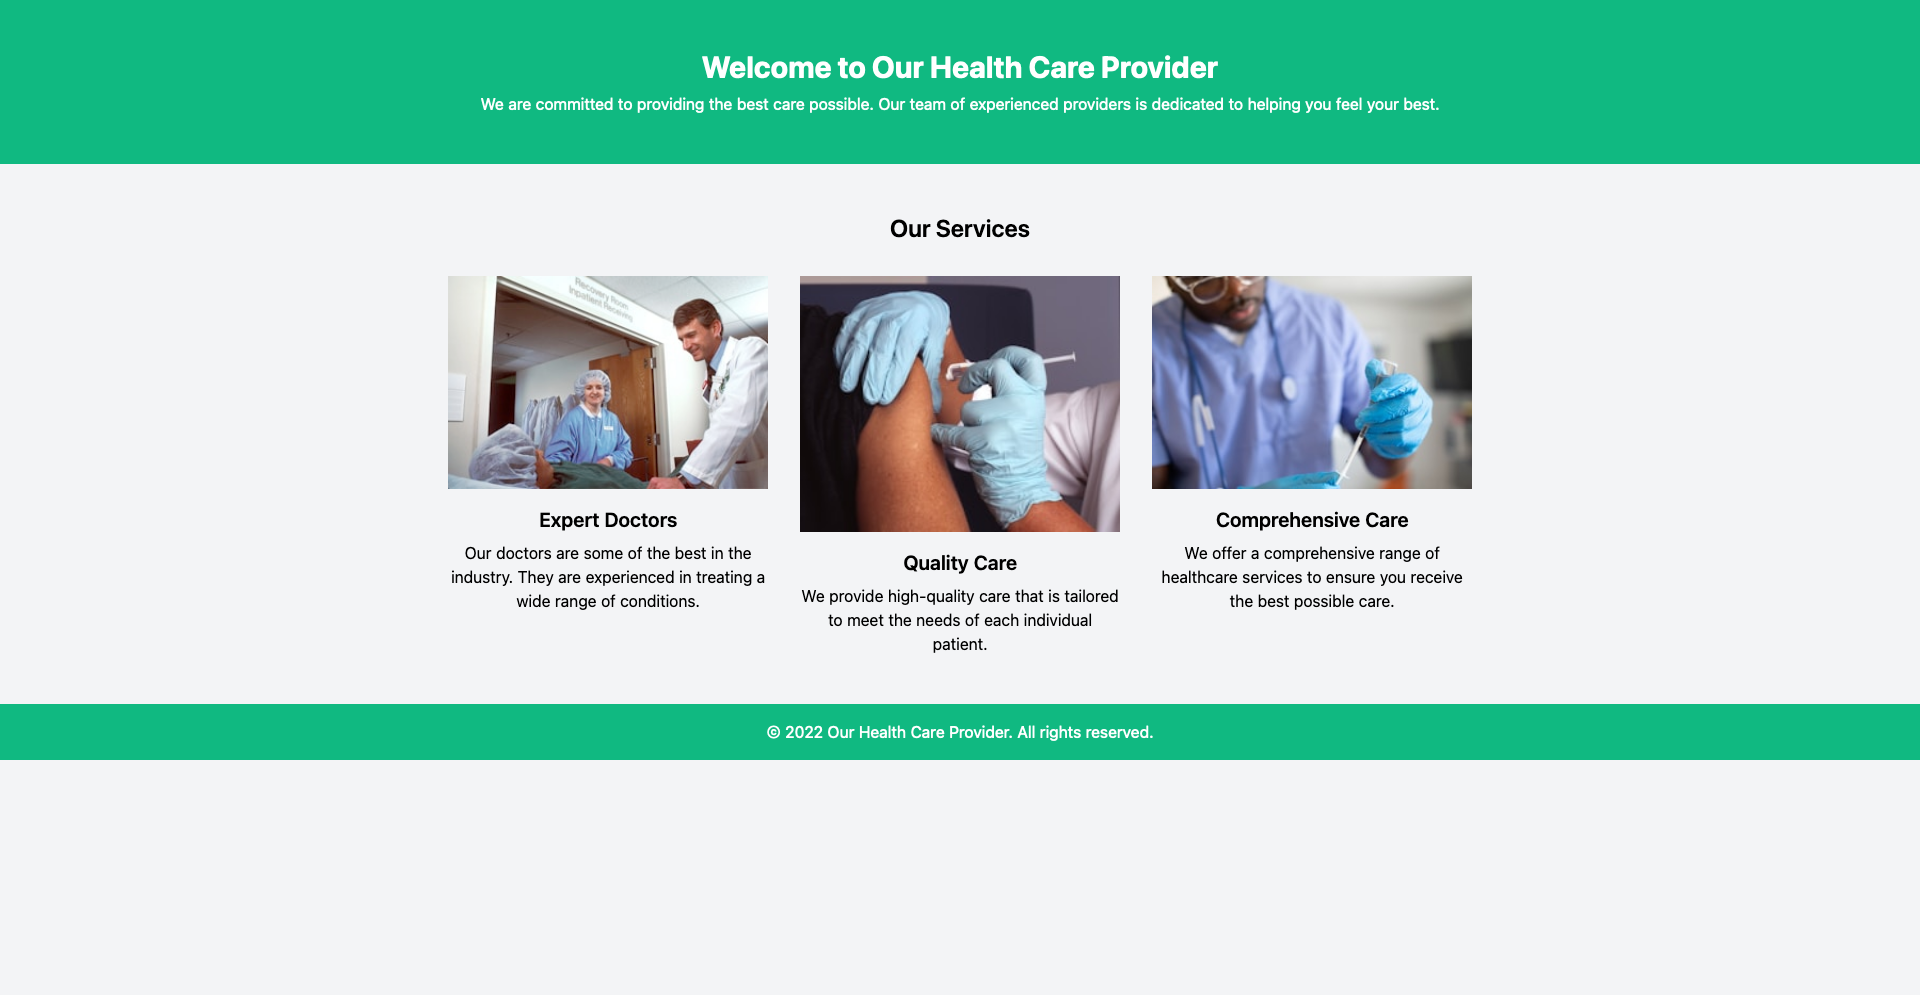 Welcome to Our Health Care Provider
We are committed to providing the best care possible. Our team of experienced providers is dedicated to helping you feel your best.
Our Services
Recovery Room
Inpatient Receiving
Expert Doctors
Our doctors are some of the best in the
industry. They are experienced in treating a
wide range of conditions.
Quality Care
We provide high-quality care that is tailored
to meet the needs of each individual
patient.
Comprehensive Care
We offer a comprehensive range of
healthcare services to ensure you receive
the best possible care.
© 2022 Our Health Care Provider. All rights reserved.